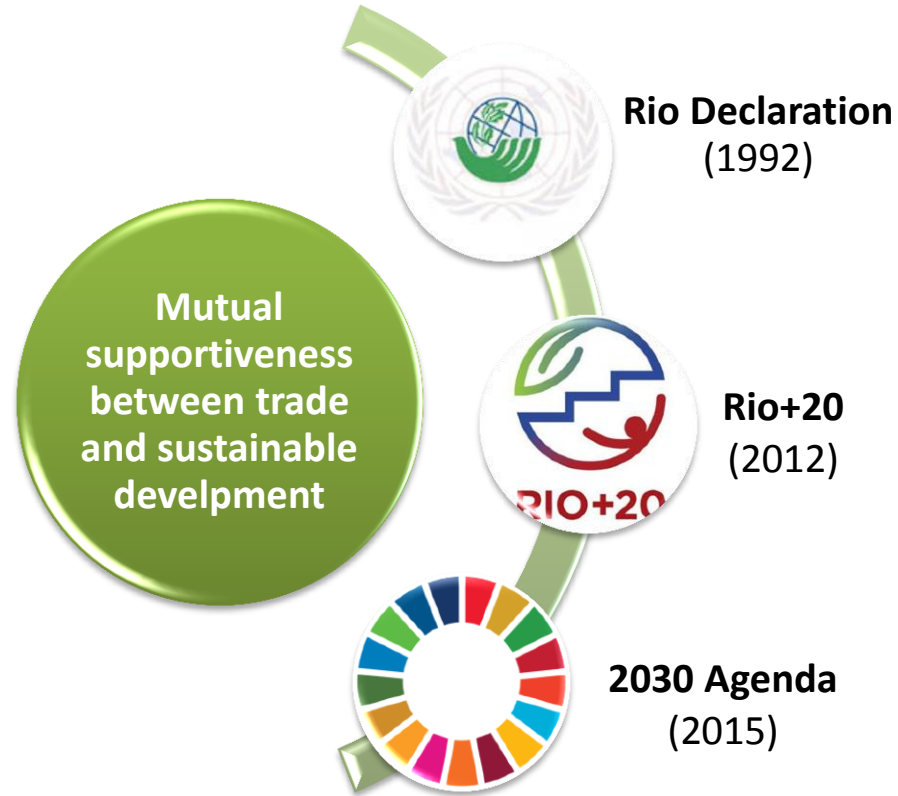 Rio Declaration
(1992)
Mutual
supportiveness
between trade
and sustainable
develpment
Rio+20
(2012)
RIO+20
2030 Agenda
(2015)